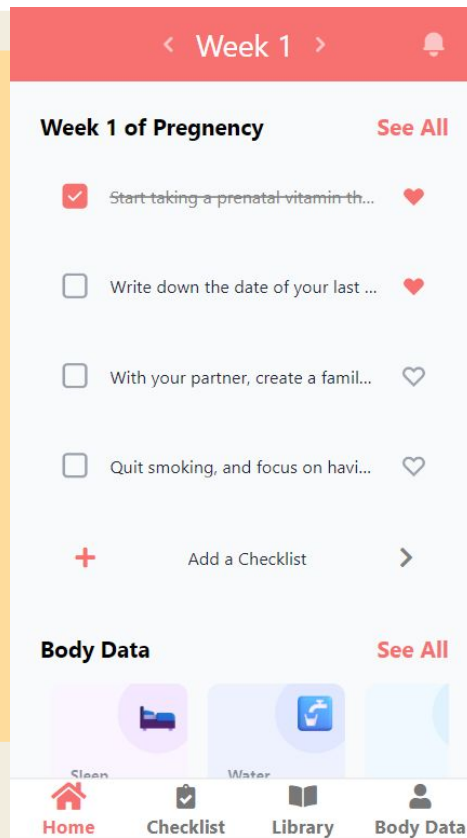 Week 1
Week 1 of Pregnency See All
Start taking a prenatal vitamin th...
Write down the date of your last ...
With your partner, create a famil...
Quit smoking, and focus on havi...
Add a Checklist
Body Data See All
Sleep Water
Home Checklist Library Body Data